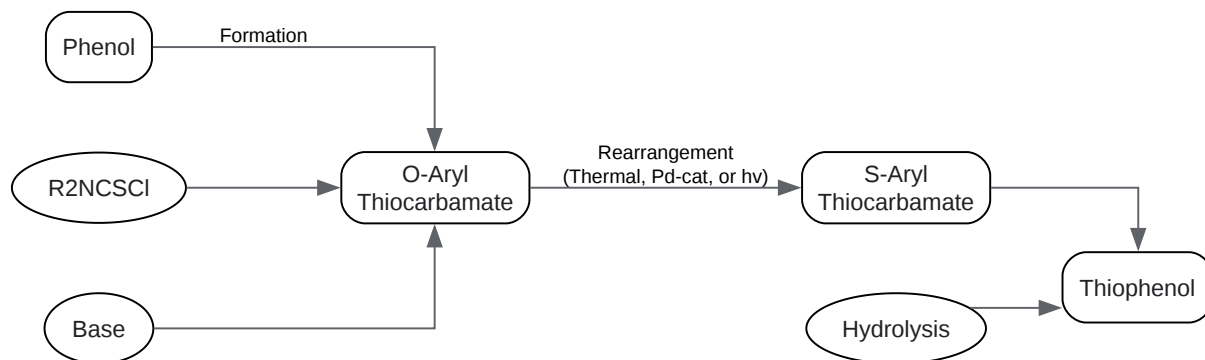 Phenol
Formation
R2NCSCl
O-Aryl
Thiocarbamate
Rearrangement
(Thermal, Pd-cat, or hv)
S-Aryl
Thiocarbamate
Base
Hydrolysis
Thiophenol